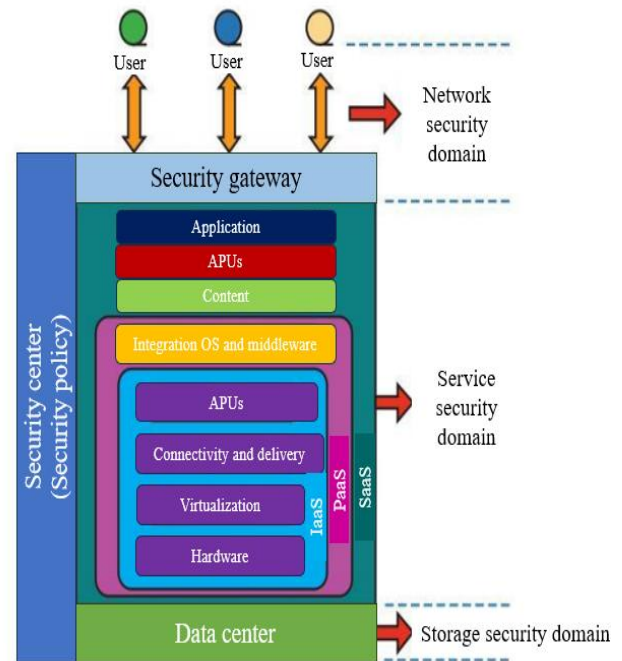 User
User
User
Network
security
domain
Security gateway
Application
APUs
Content
Integration OS and middleware
APUs
Connectivity and delivery
Virtualization
Hardware
IaaS
PaaS
SaaS
Service
security
domain
Security center
(Security policy)
Data center
Storage security domain